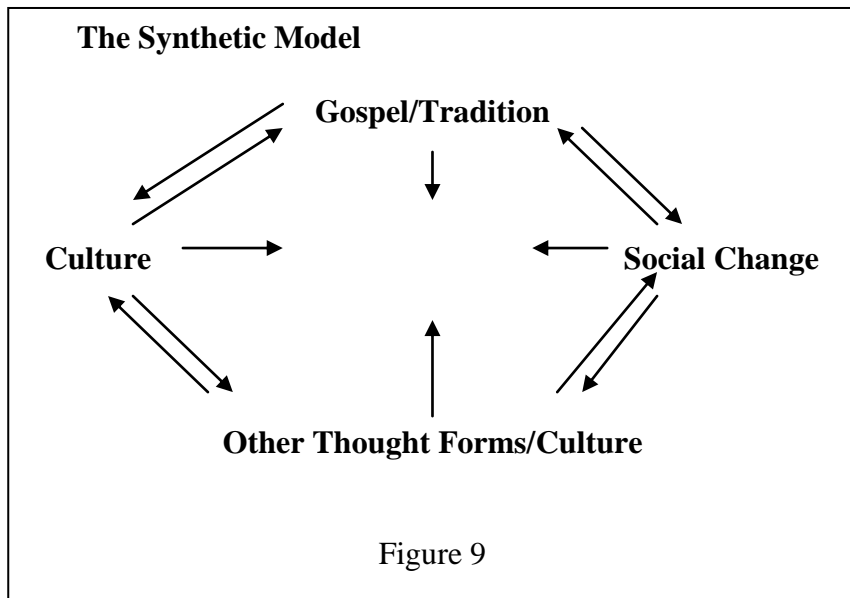 The Synthetic Model
Gospel/Tradition
Culture
Social Change
Other Thought Forms/Culture
Figure 9